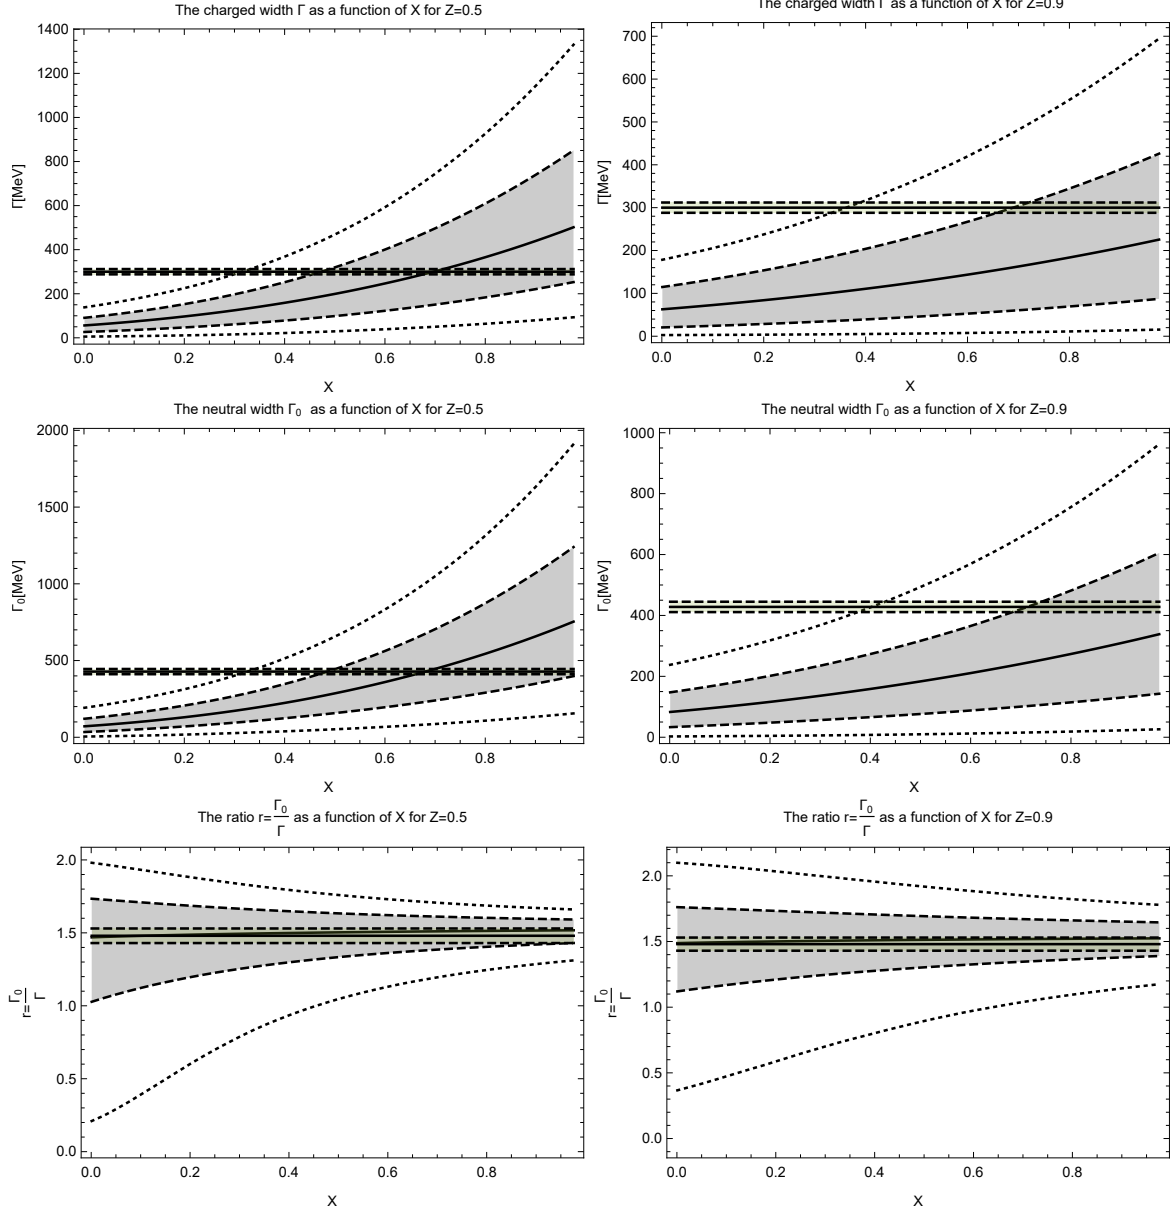 The charged width Γ as a function of X for Z=0.5
1400
1200
1000
800
600
400
200
0
Γ[MeV]
0.0 0.2 0.4 0.6 0.8
X
The charged width Γ as a function of X for Z=0.9
700
600
500
400
300
200
100
0
Γ[MeV]
0.0 0.2 0.4 0.6 0.8
X
The neutral width Γ₀ as a function of X for Z=0.5
2000
1500
1000
500
0
Γ₀[MeV]
0.0 0.2 0.4 0.6 0.8
X
The neutral width Γ₀ as a function of X for Z=0.9
1000
800
600
400
200
0
Γ₀[MeV]
0.0 0.2 0.4 0.6 0.8
X
The ratio r=Γ₀/Γ as a function of X for Z=0.5
2.0
1.5
1.0
0.5
0.0
r=Γ₀/Γ
0.0 0.2 0.4 0.6 0.8
X
The ratio r=Γ₀/Γ as a function of X for Z=0.9
2.0
1.5
1.0
0.5
0.0
r=Γ₀/Γ
0.0 0.2 0.4 0.6 0.8
X